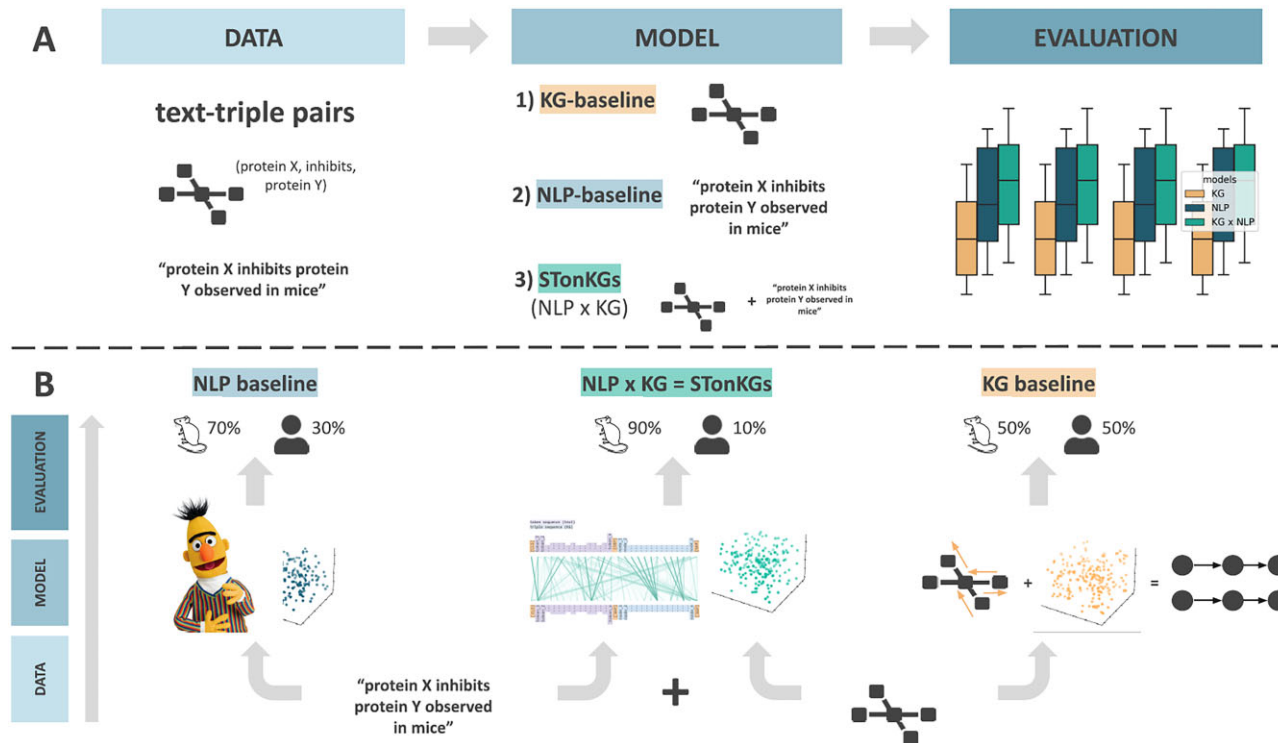 A
DATA
MODEL
EVALUATION
text-triple pairs
(protein X, inhibits,
protein Y)
“protein X inhibits protein
Y observed in mice”
1) KG-baseline
2) NLP-baseline
“protein X inhibits
protein Y observed
in mice”
3) STonKGs
(NLP x KG)
+
“protein X inhibits
protein Y observed in
mice”
models
KG
NLP
KG x NLP
B
EVALUATION
MODEL
DATA
NLP baseline
70%
30%
NLP x KG = STonKGs
90%
10%
KG baseline
50%
50%
+
=
“protein X inhibits
protein Y observed
in mice”
+